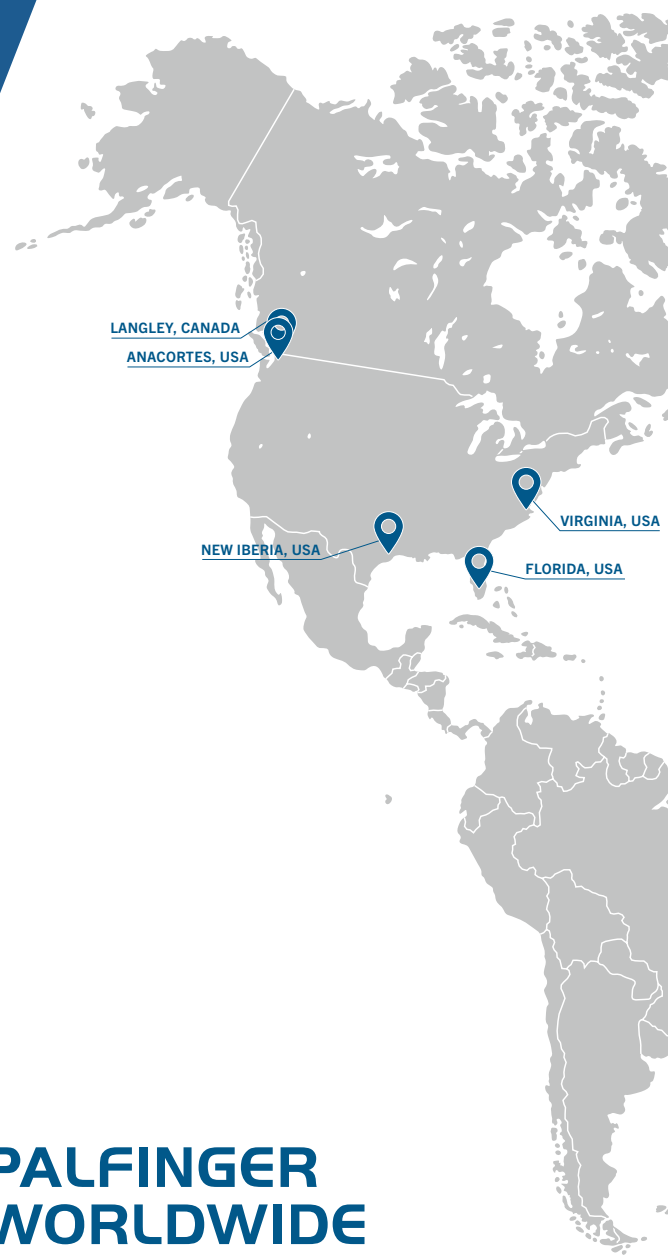 LANGLEY, CANADA
ANACORTES, USA
VIRGINIA, USA
NEW IBERIA, USA
FLORIDA, USA
PALFINGER
WORLDWIDE